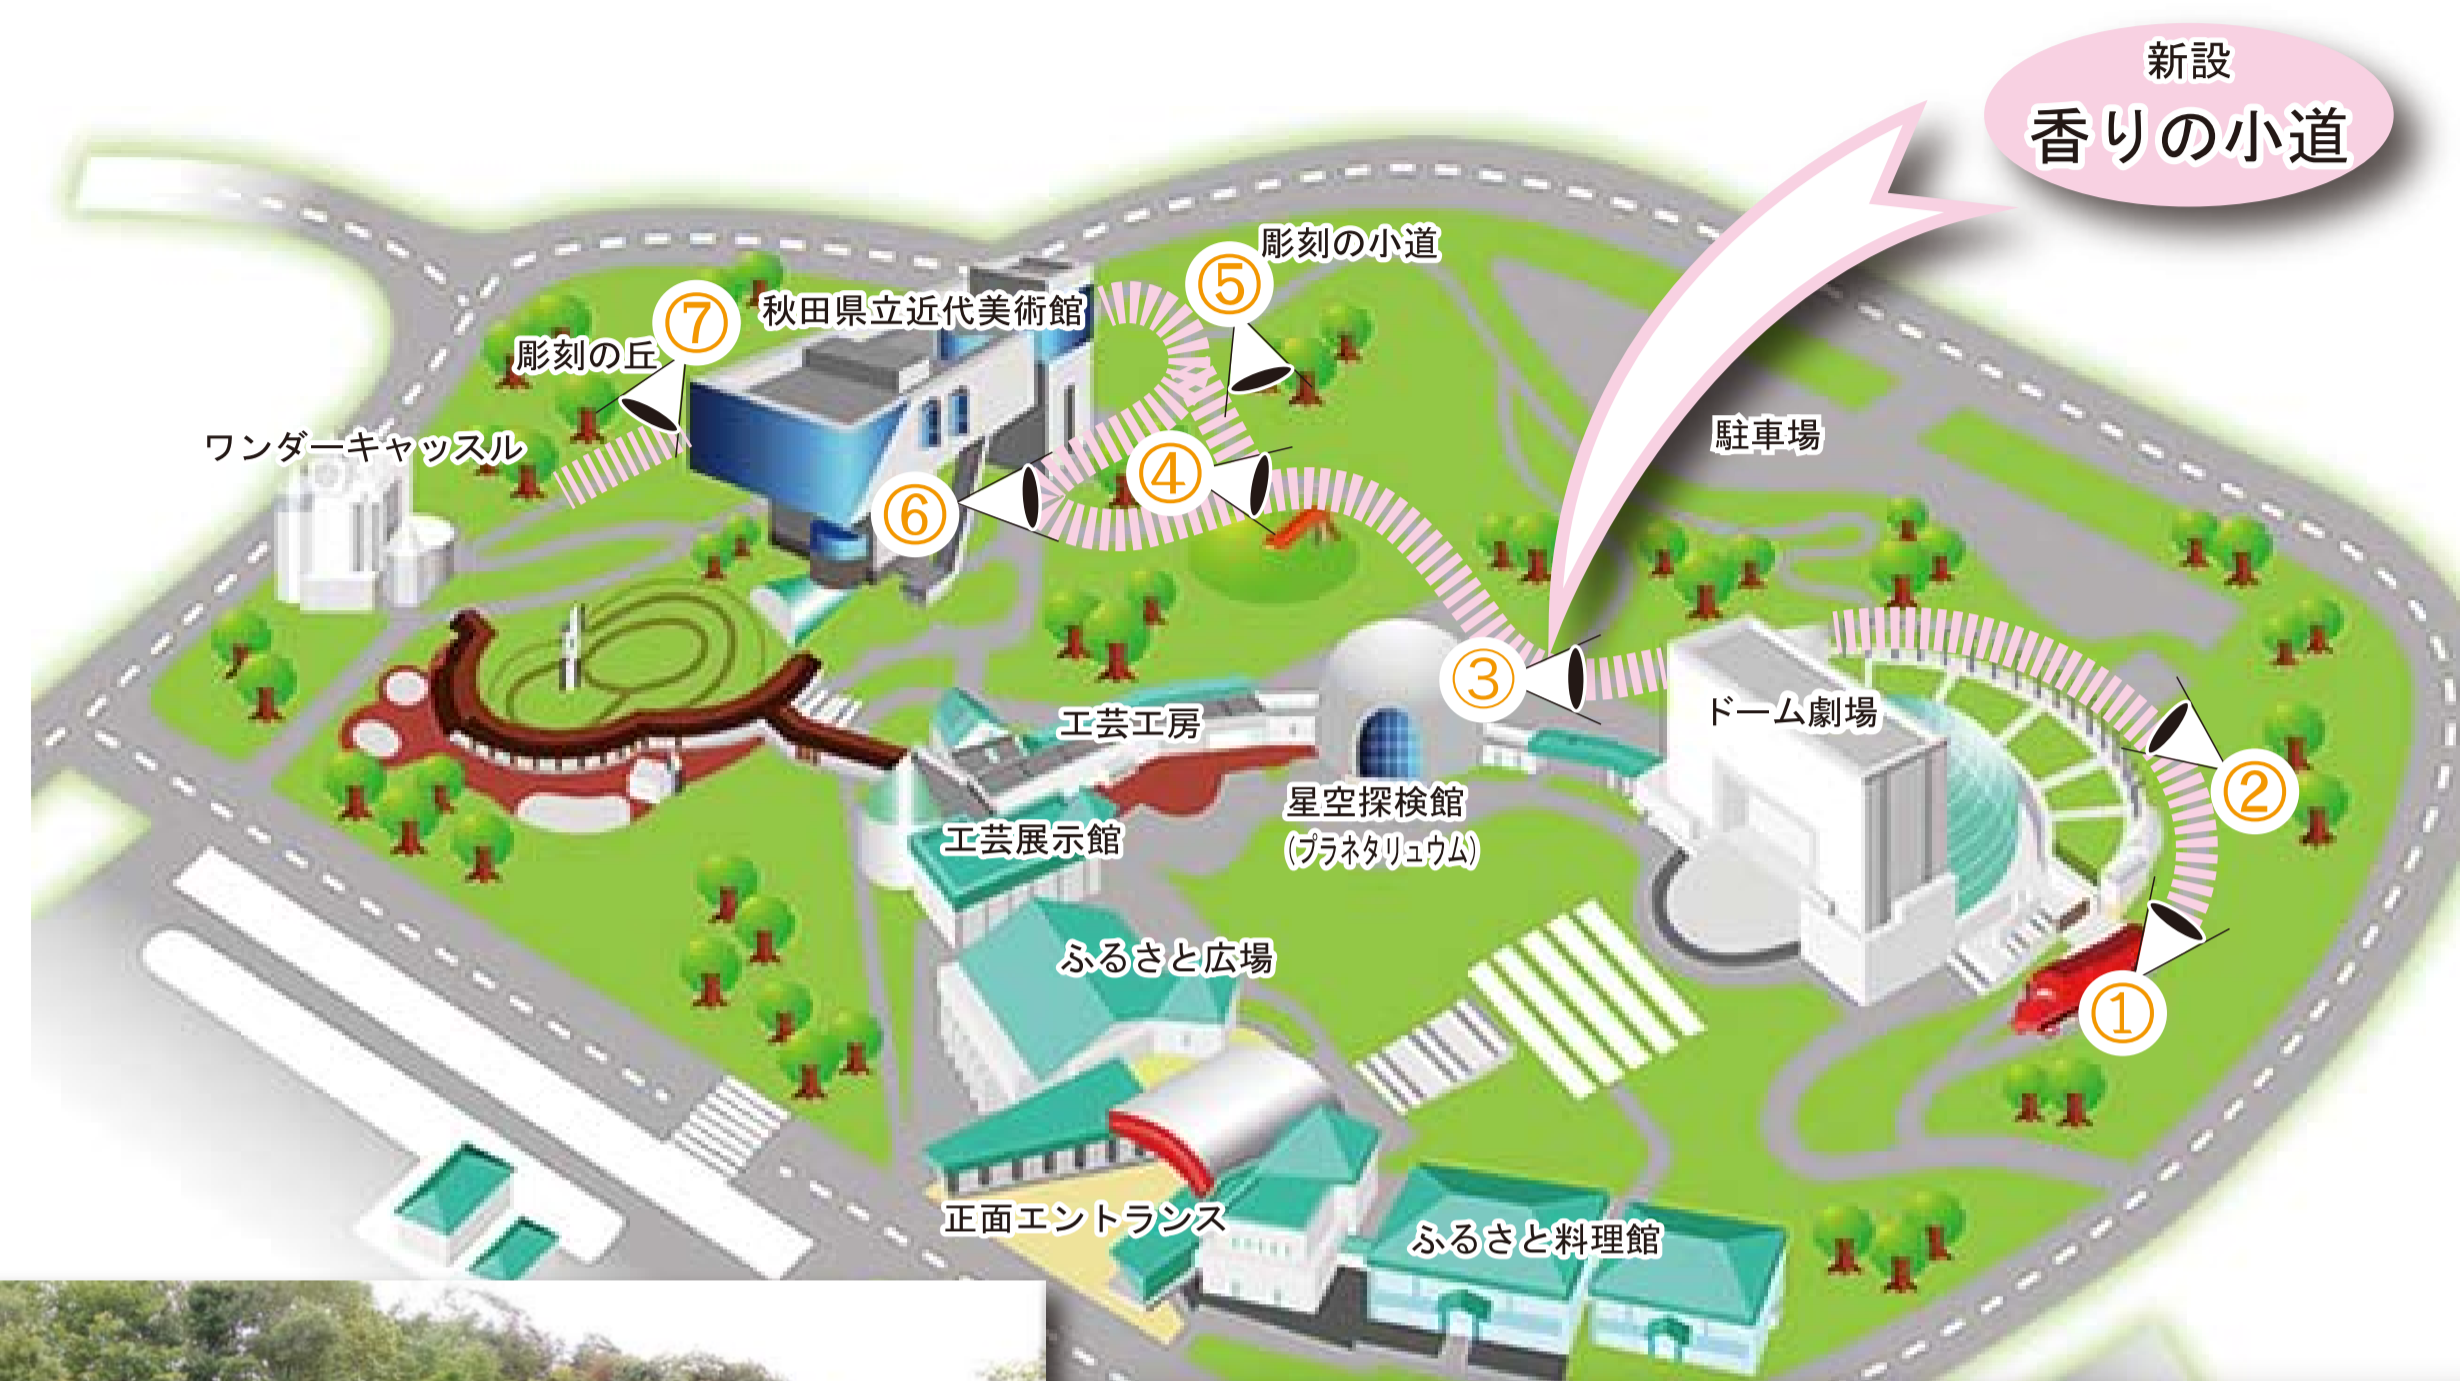 新設
香りの小道
⑤
彫刻の小道
⑦
秋田県立近代美術館
彫刻の丘
ワンダーキャッスル
駐車場
④
⑥
③
ドーム劇場
工芸工房
②
星空探検館
(プラネタリュウム)
工芸展示館
ふるさと広場
①
正面エントランス
ふるさと料理館